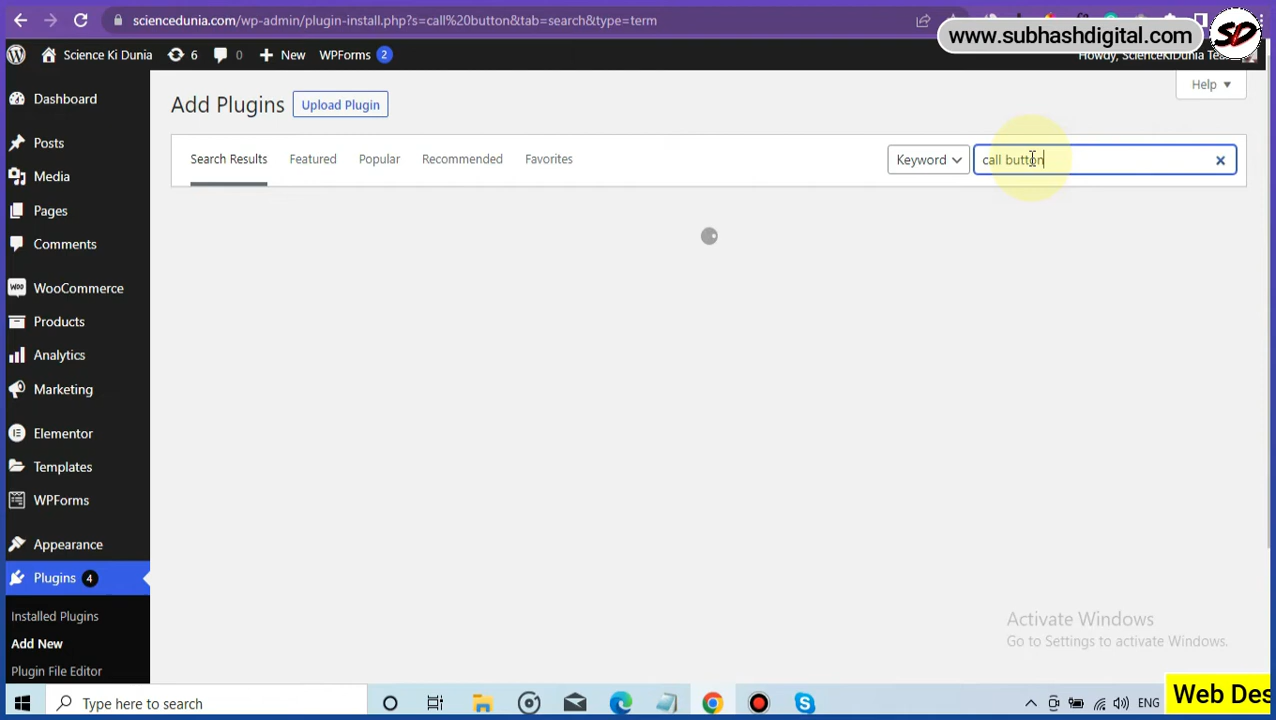 sciencedunia.com/wp-admin/plugin-install.php?s=call%20button&tab=search&type=term
www.subhashdigital.com
SD
Science Ki Dunia
6
0
New
WPForms 2
Howdy, ScienceKiDunia
Dashboard
Posts
Media
Pages
Comments
WooCommerce
Products
Analytics
Marketing
Elementor
Templates
WPForms
Appearance
Plugins 4
Installed Plugins
Add New
Plugin File Editor
Add Plugins
Upload Plugin
Help
Search Results
Featured
Popular
Recommended
Favorites
Keyword
call button
Activate Windows
Go to Settings to activate Windows.
Type here to search
ENG
Web Des